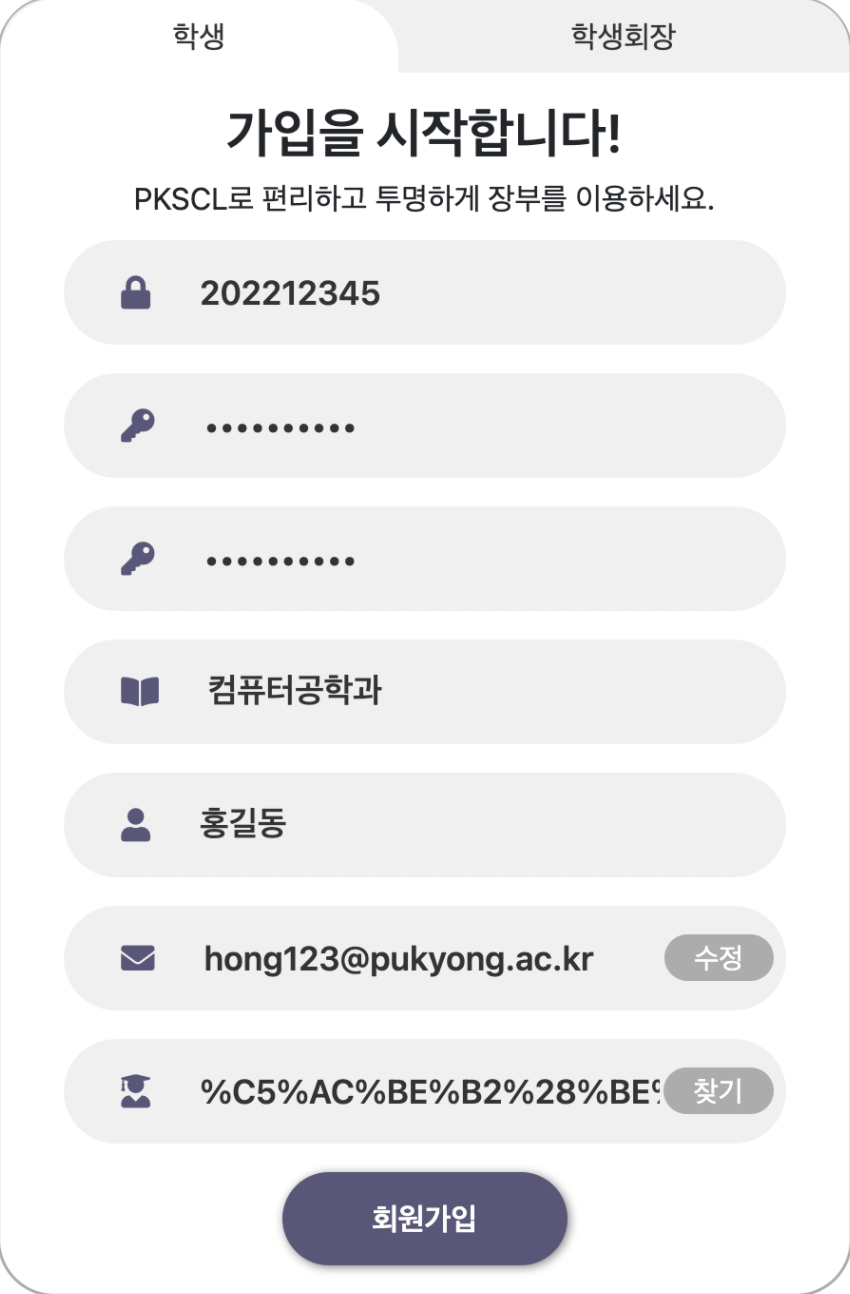 학생
학생회장
가입을 시작합니다!
PKSCL로 편리하고 투명하게 장부를 이용하세요.
202212345
••••••••••
••••••••••
컴퓨터공학과
홍길동
hong123@pukyong.ac.kr
수정
%C5%AC%BE%B2%28%BE%
찾기
회원가입